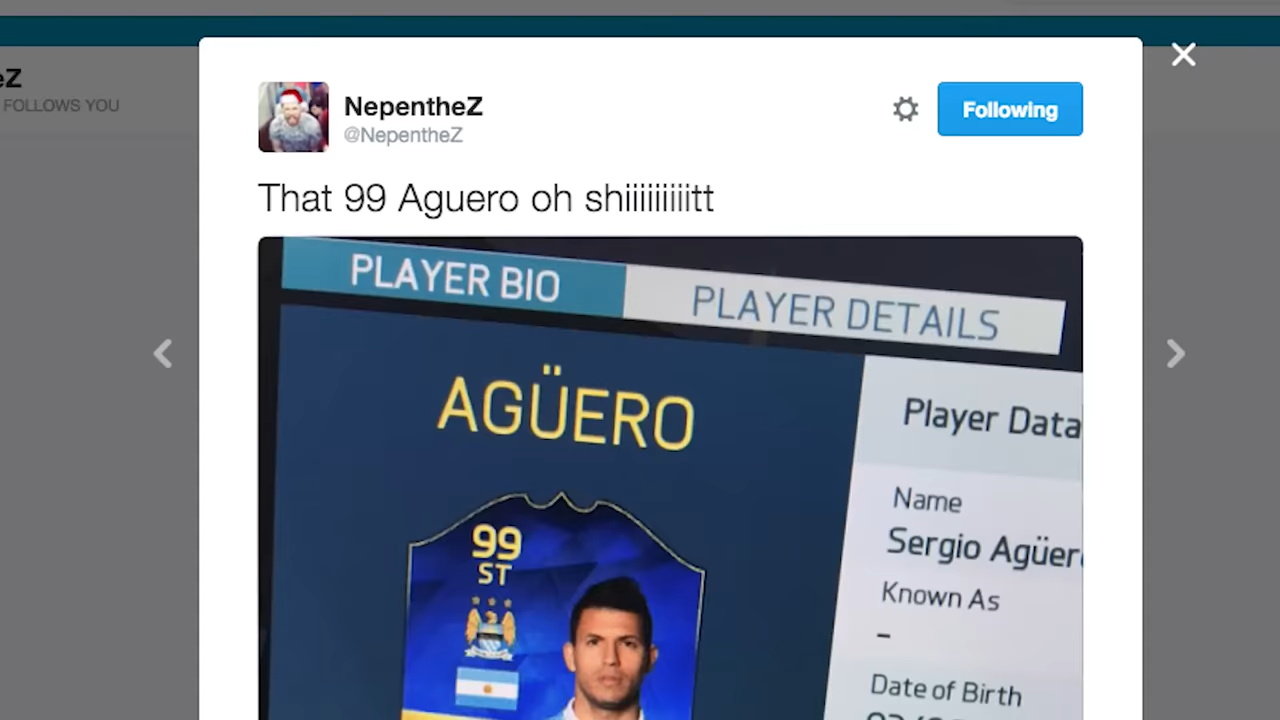 eZ
FOLLOWS YOU
NepentheZ
@NepentheZ
Following
That 99 Aguero oh shiiiiiiiiitt
PLAYER BIO
PLAYER DETAILS
AGÜERO
99
ST
Player Data
Name
Sergio Agüer
Known As
-
Date of Birth